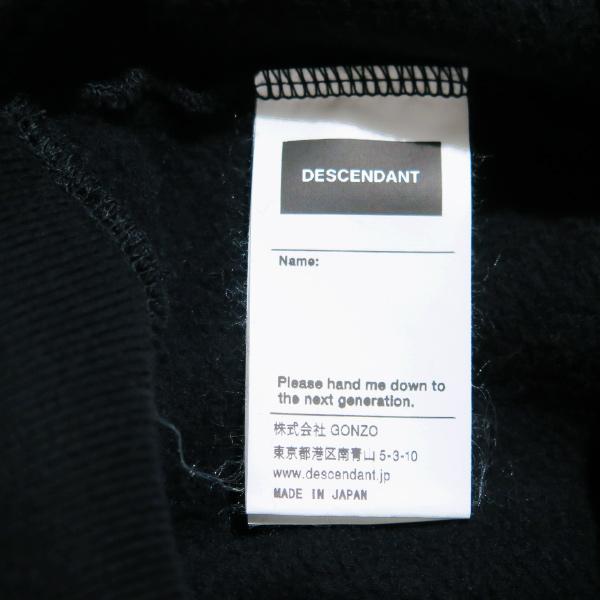 DESCENDANT
Name:
Please hand me down to
the next generation.
株式会社 GONZO
東京都港区南青山 5-3-10
www.descendant.jp
MADE IN JAPAN